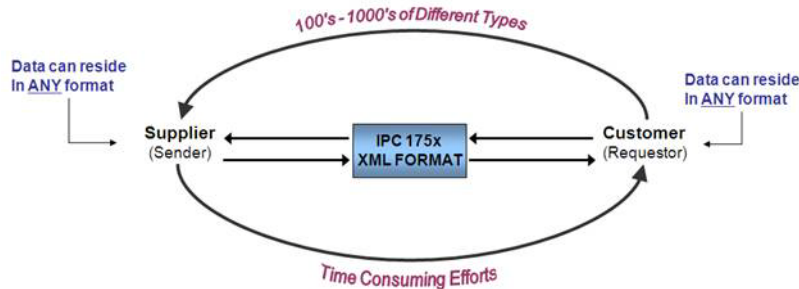 100's - 1000's of Different Types
Data can reside
In ANY format
Data can reside
In ANY format
Supplier
(Sender)
IPC 175x
XML FORMAT
Customer
(Requestor)
Time Consuming Efforts